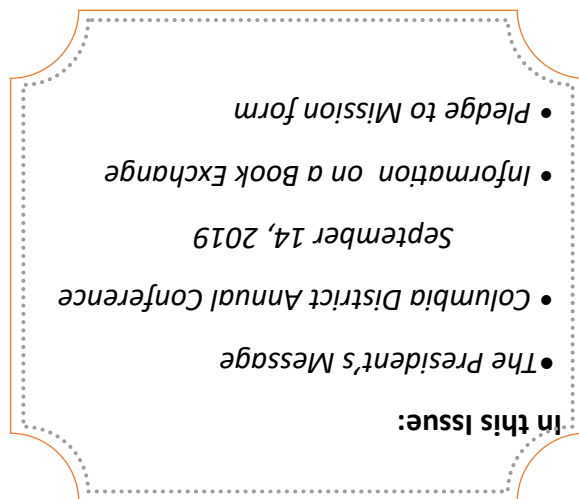 In this Issue:
•The President's Message
• Columbia District Annual Conference
September 14, 2019
• Information on a Book Exchange
• Pledge to Mission form